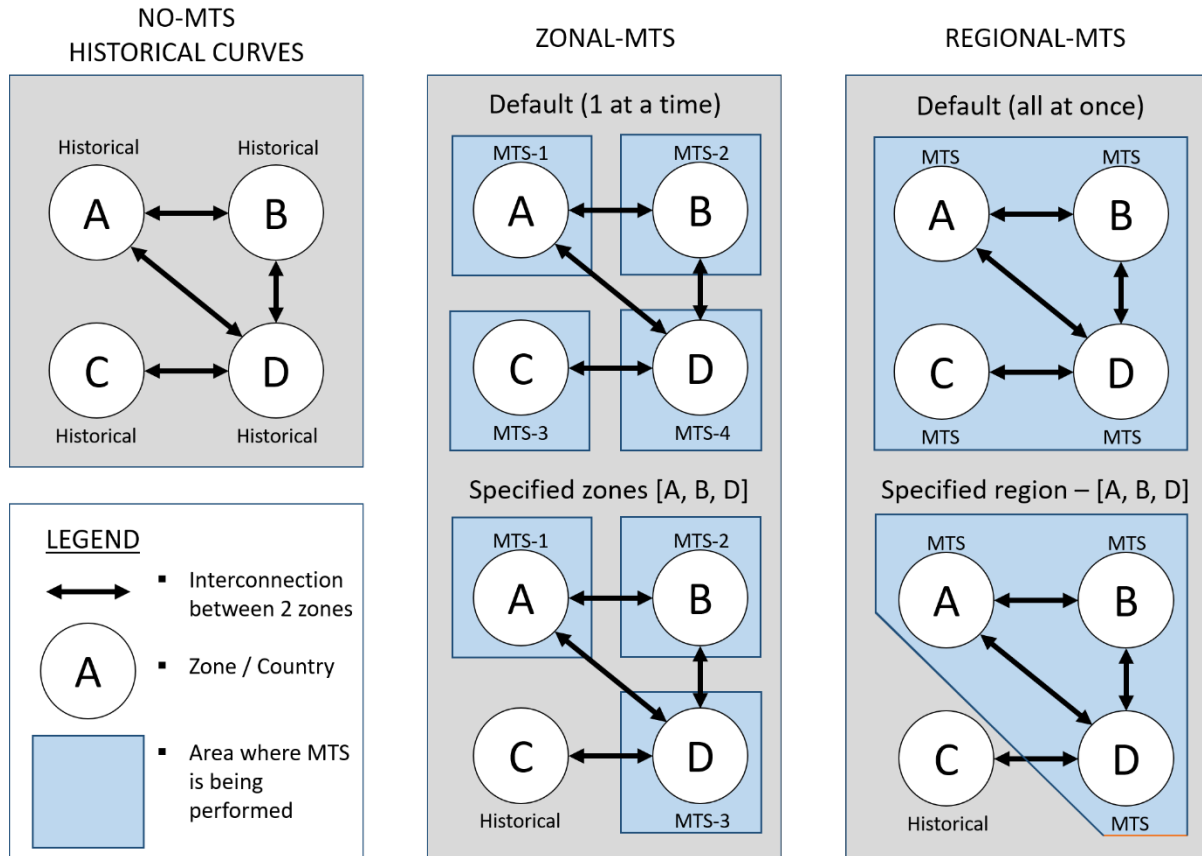 NO-MTS
HISTORICAL CURVES
Historical Historical
A B
C D
Historical Historical
LEGEND
▪ Interconnection
between 2 zones
A
▪ Zone / Country
▪ Area where MTS
is being
performed
ZONAL-MTS
Default (1 at a time)
MTS-1 MTS-2
A B
C D
MTS-3 MTS-4
Specified zones [A, B, D]
MTS-1 MTS-2
A B
C D
Historical MTS-3
REGIONAL-MTS
Default (all at once)
MTS MTS
A B
C D
MTS MTS
Specified region – [A, B, D]
MTS MTS
A B
C D
Historical MTS